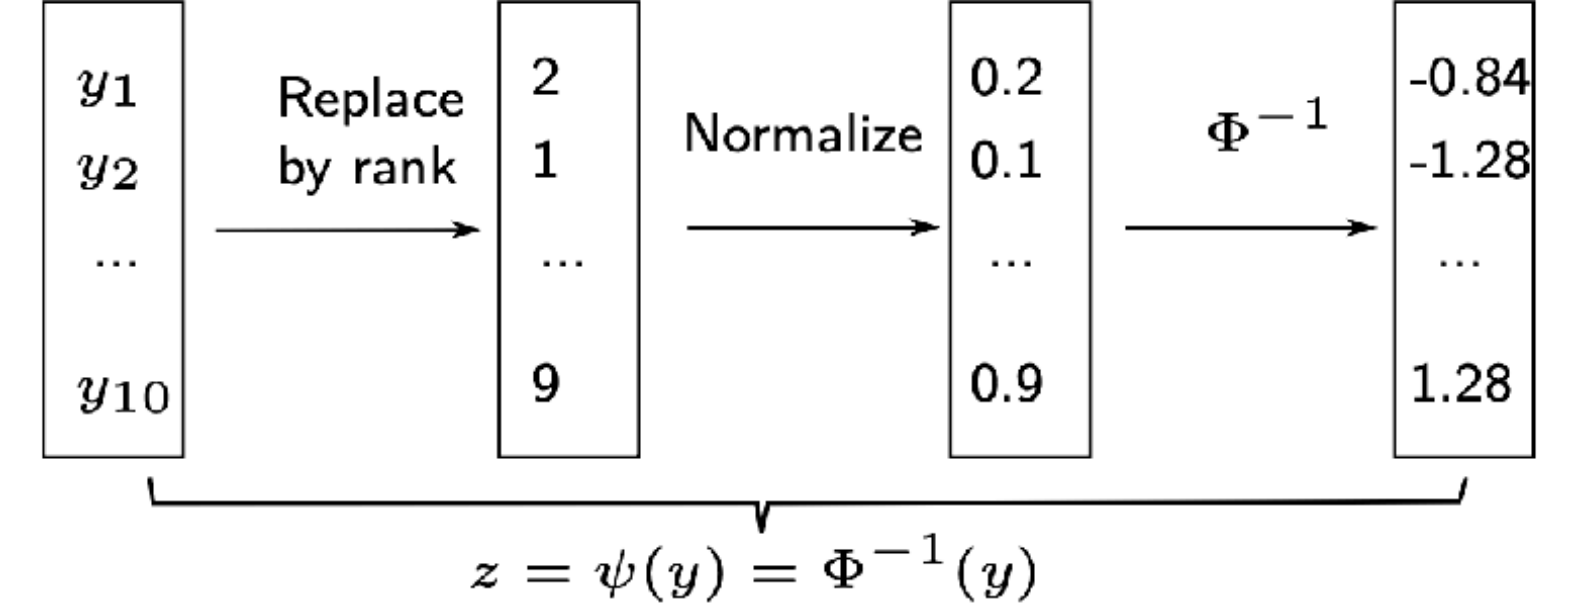 y₁
y₂
...
y₁₀
Replace
by rank
2
1
...
9
Normalize
0.2
0.1
...
0.9
Φ⁻¹
-0.84
-1.28
...
1.28
z = ψ(y) = Φ⁻¹(y)